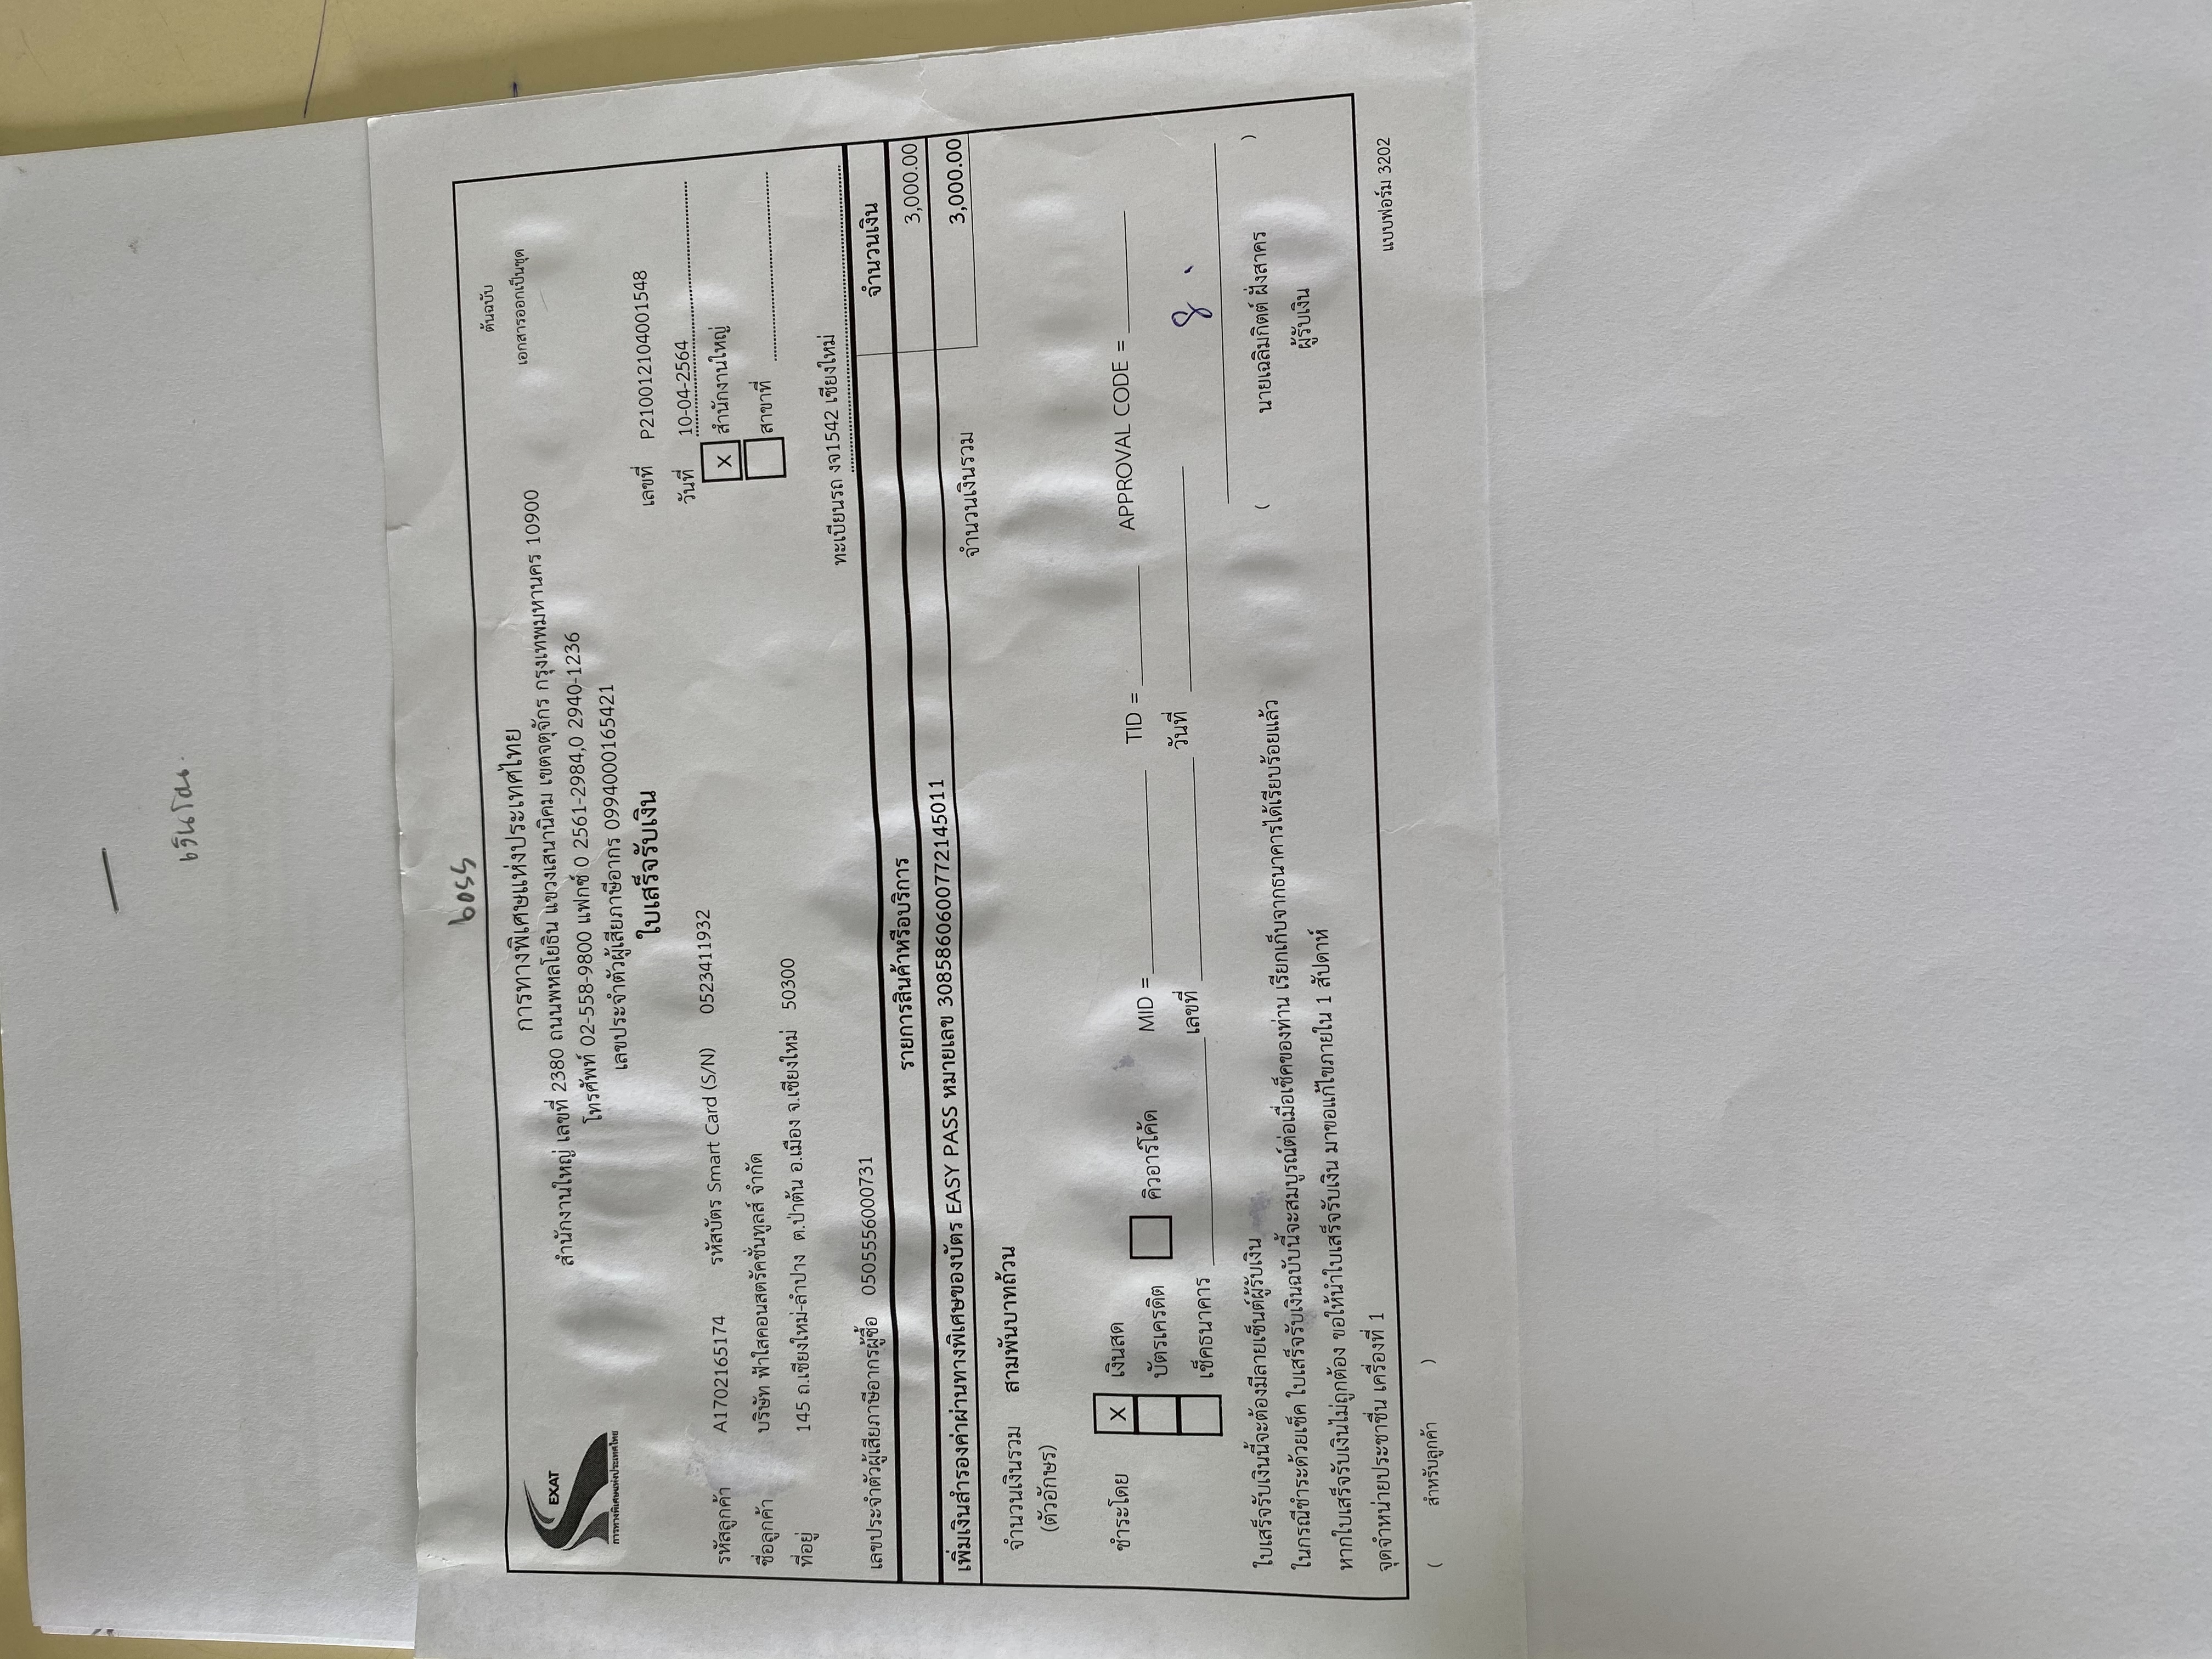 boss
ต้นฉบับ
เอกสารออกเป็นชุด
EXAT
การทางพิเศษแห่งประเทศไทย
การทางพิเศษแห่งประเทศไทย
สำนักงานใหญ่ เลขที่ 2380 ถนนพหลโยธิน แขวงเสนานิคม เขตจตุจักร กรุงเทพมหานคร 10900
โทรศัพท์ 02-558-9800 แฟกซ์ 0 2561-2984,0 2940-1236
เลขประจำตัวผู้เสียภาษีอากร 0994000165421
ใบเสร็จรับเงิน
เลขที่ P210012104001548
วันที่ 10-04-2564
รหัสลูกค้า A1702165174 รหัสบัตร Smart Card (S/N) 0523411932
x สำนักงานใหญ่
ชื่อลูกค้า บริษัท ฟ้าใสคอนสตรัคชั่นทูลส์ จำกัด
สาขาที่
ที่อยู่ 145 ถ.เชียงใหม่-ลำปาง ต.ป่าตัน อ.เมือง จ.เชียงใหม่ 50300
ทะเบียนรถ งจ1542 เชียงใหม่
เลขประจำตัวผู้เสียภาษีอากรผู้ซื้อ 0505556000731
รายการสินค้าหรือบริการ จำนวนเงิน
เพิ่มเงินสำรองค่าผ่านทางพิเศษของบัตร EASY PASS หมายเลข 3085860600772145011 3,000.00
จำนวนเงินรวม 3,000.00
จำนวนเงินรวม สามพันบาทถ้วน
(ตัวอักษร)
ชำระโดย x เงินสด
บัตรเครดิต คิวอาร์โค้ด MID = TID = APPROVAL CODE =
เช็คธนาคาร เลขที่ วันที่
ใบเสร็จรับเงินนี้จะต้องมีลายเซ็นต์ผู้รับเงิน
( นายเฉลิมกิตต์ ฝั่งสาคร )
ในกรณีชำระด้วยเช็ค ใบเสร็จรับเงินฉบับนี้จะสมบูรณ์ต่อเมื่อเช็คของท่าน เรียกเก็บจากธนาคารได้เรียบร้อยแล้ว
ผู้รับเงิน
หากใบเสร็จรับเงินไม่ถูกต้อง ขอให้นำใบเสร็จรับเงิน มาขอแก้ไขภายใน 1 สัปดาห์
จุดจำหน่ายประชาชื่น เครื่องที่ 1
แบบฟอร์ม 3202
( สำหรับลูกค้า )